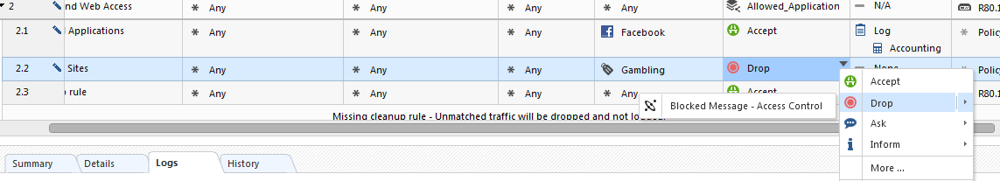 2 nd Web Access Any Any Any Any Allowed_Application N/A R80.1
2.1 Applications Any Any Any Facebook Accept Log Polic
Accounting
2.2 Sites Any Any Any Gambling Drop None Polic
2.3 rule Any Any Any Any Accept R80.1
Accept
Blocked Message - Access Control
Drop
Missing cleanup rule - Unmatched traffic will be dropped and not logged.
Ask
Inform
More ...
Summary Details Logs History